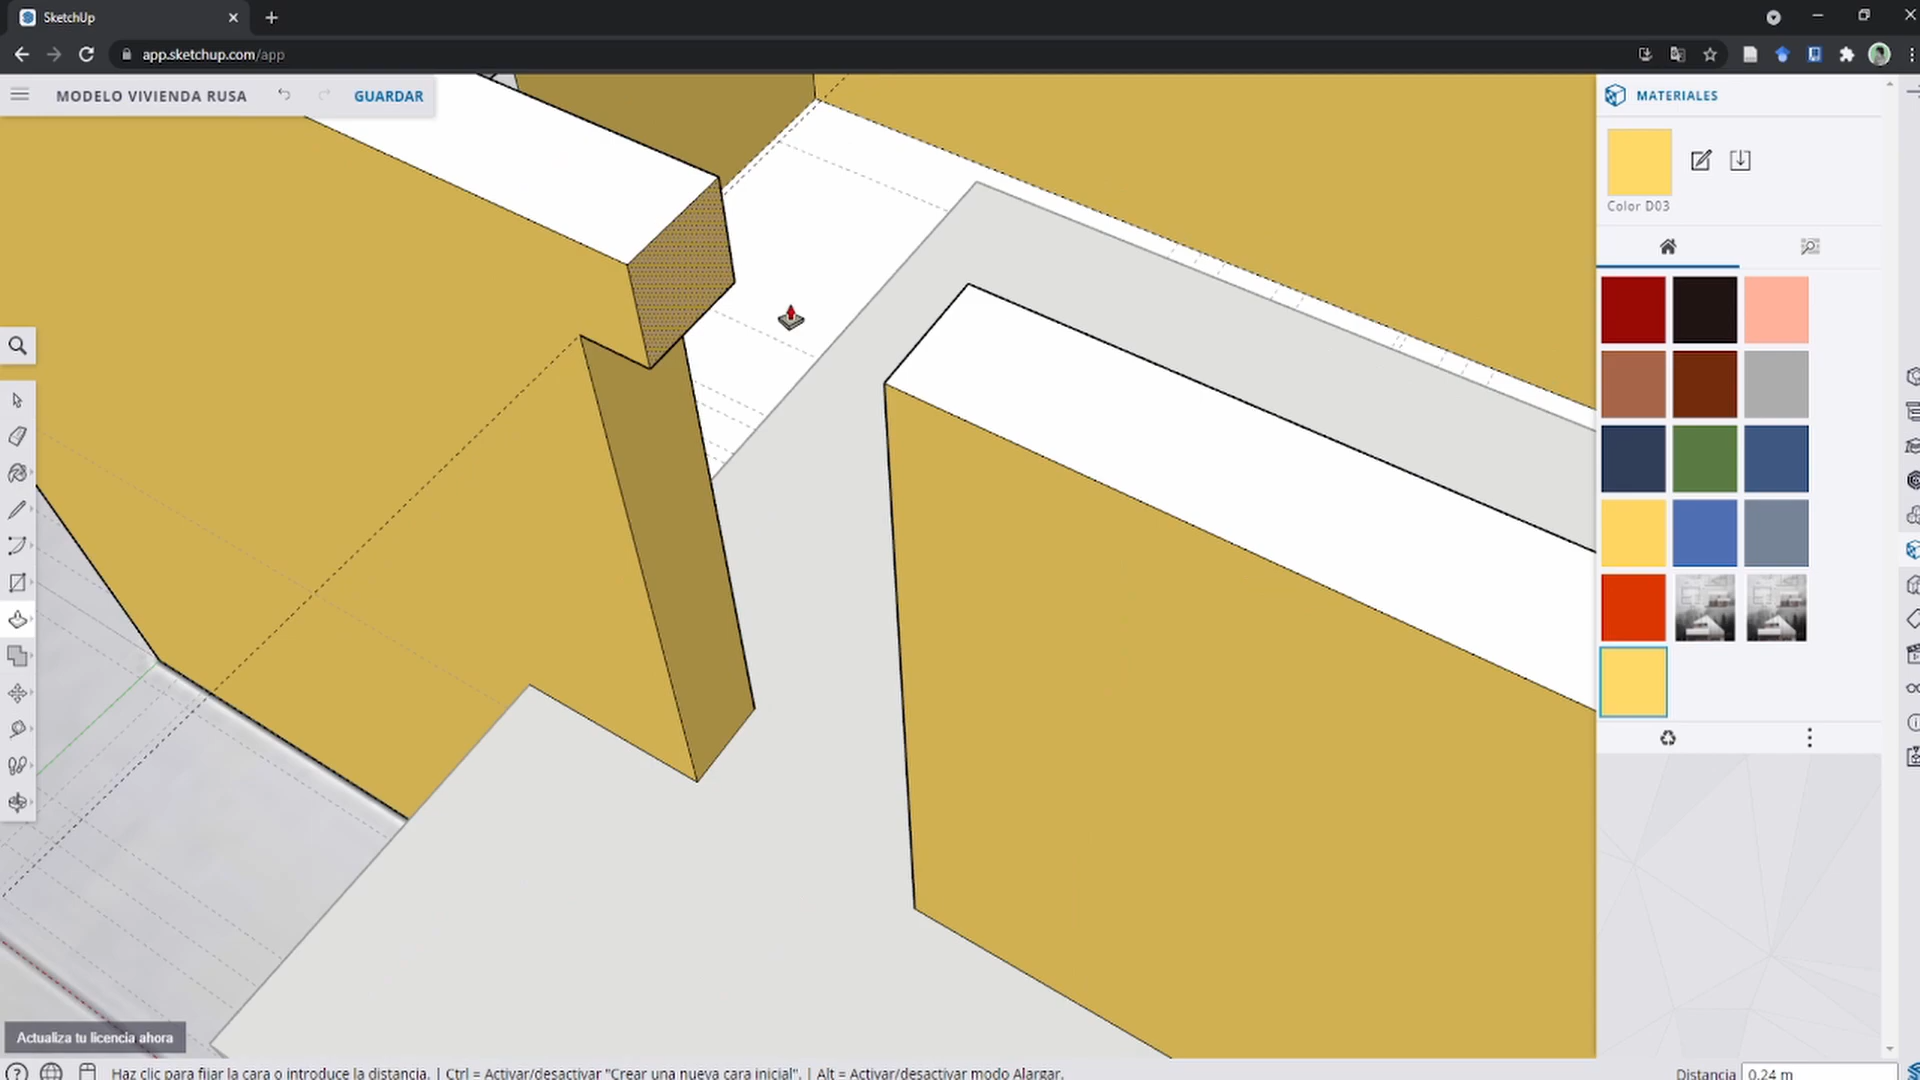 SketchUp
app.sketchup.com/app
MODELO VIVIENDA RUSA
GUARDAR
MATERIALES
Color D03
Actualiza tu licencia ahora
Haz clic para fijar la cara o introduce la distancia. | Ctrl = Activar/desactivar "Crear una nueva cara inicial". | Alt = Activar/desactivar modo Alargar.
Distancia 0,24 m